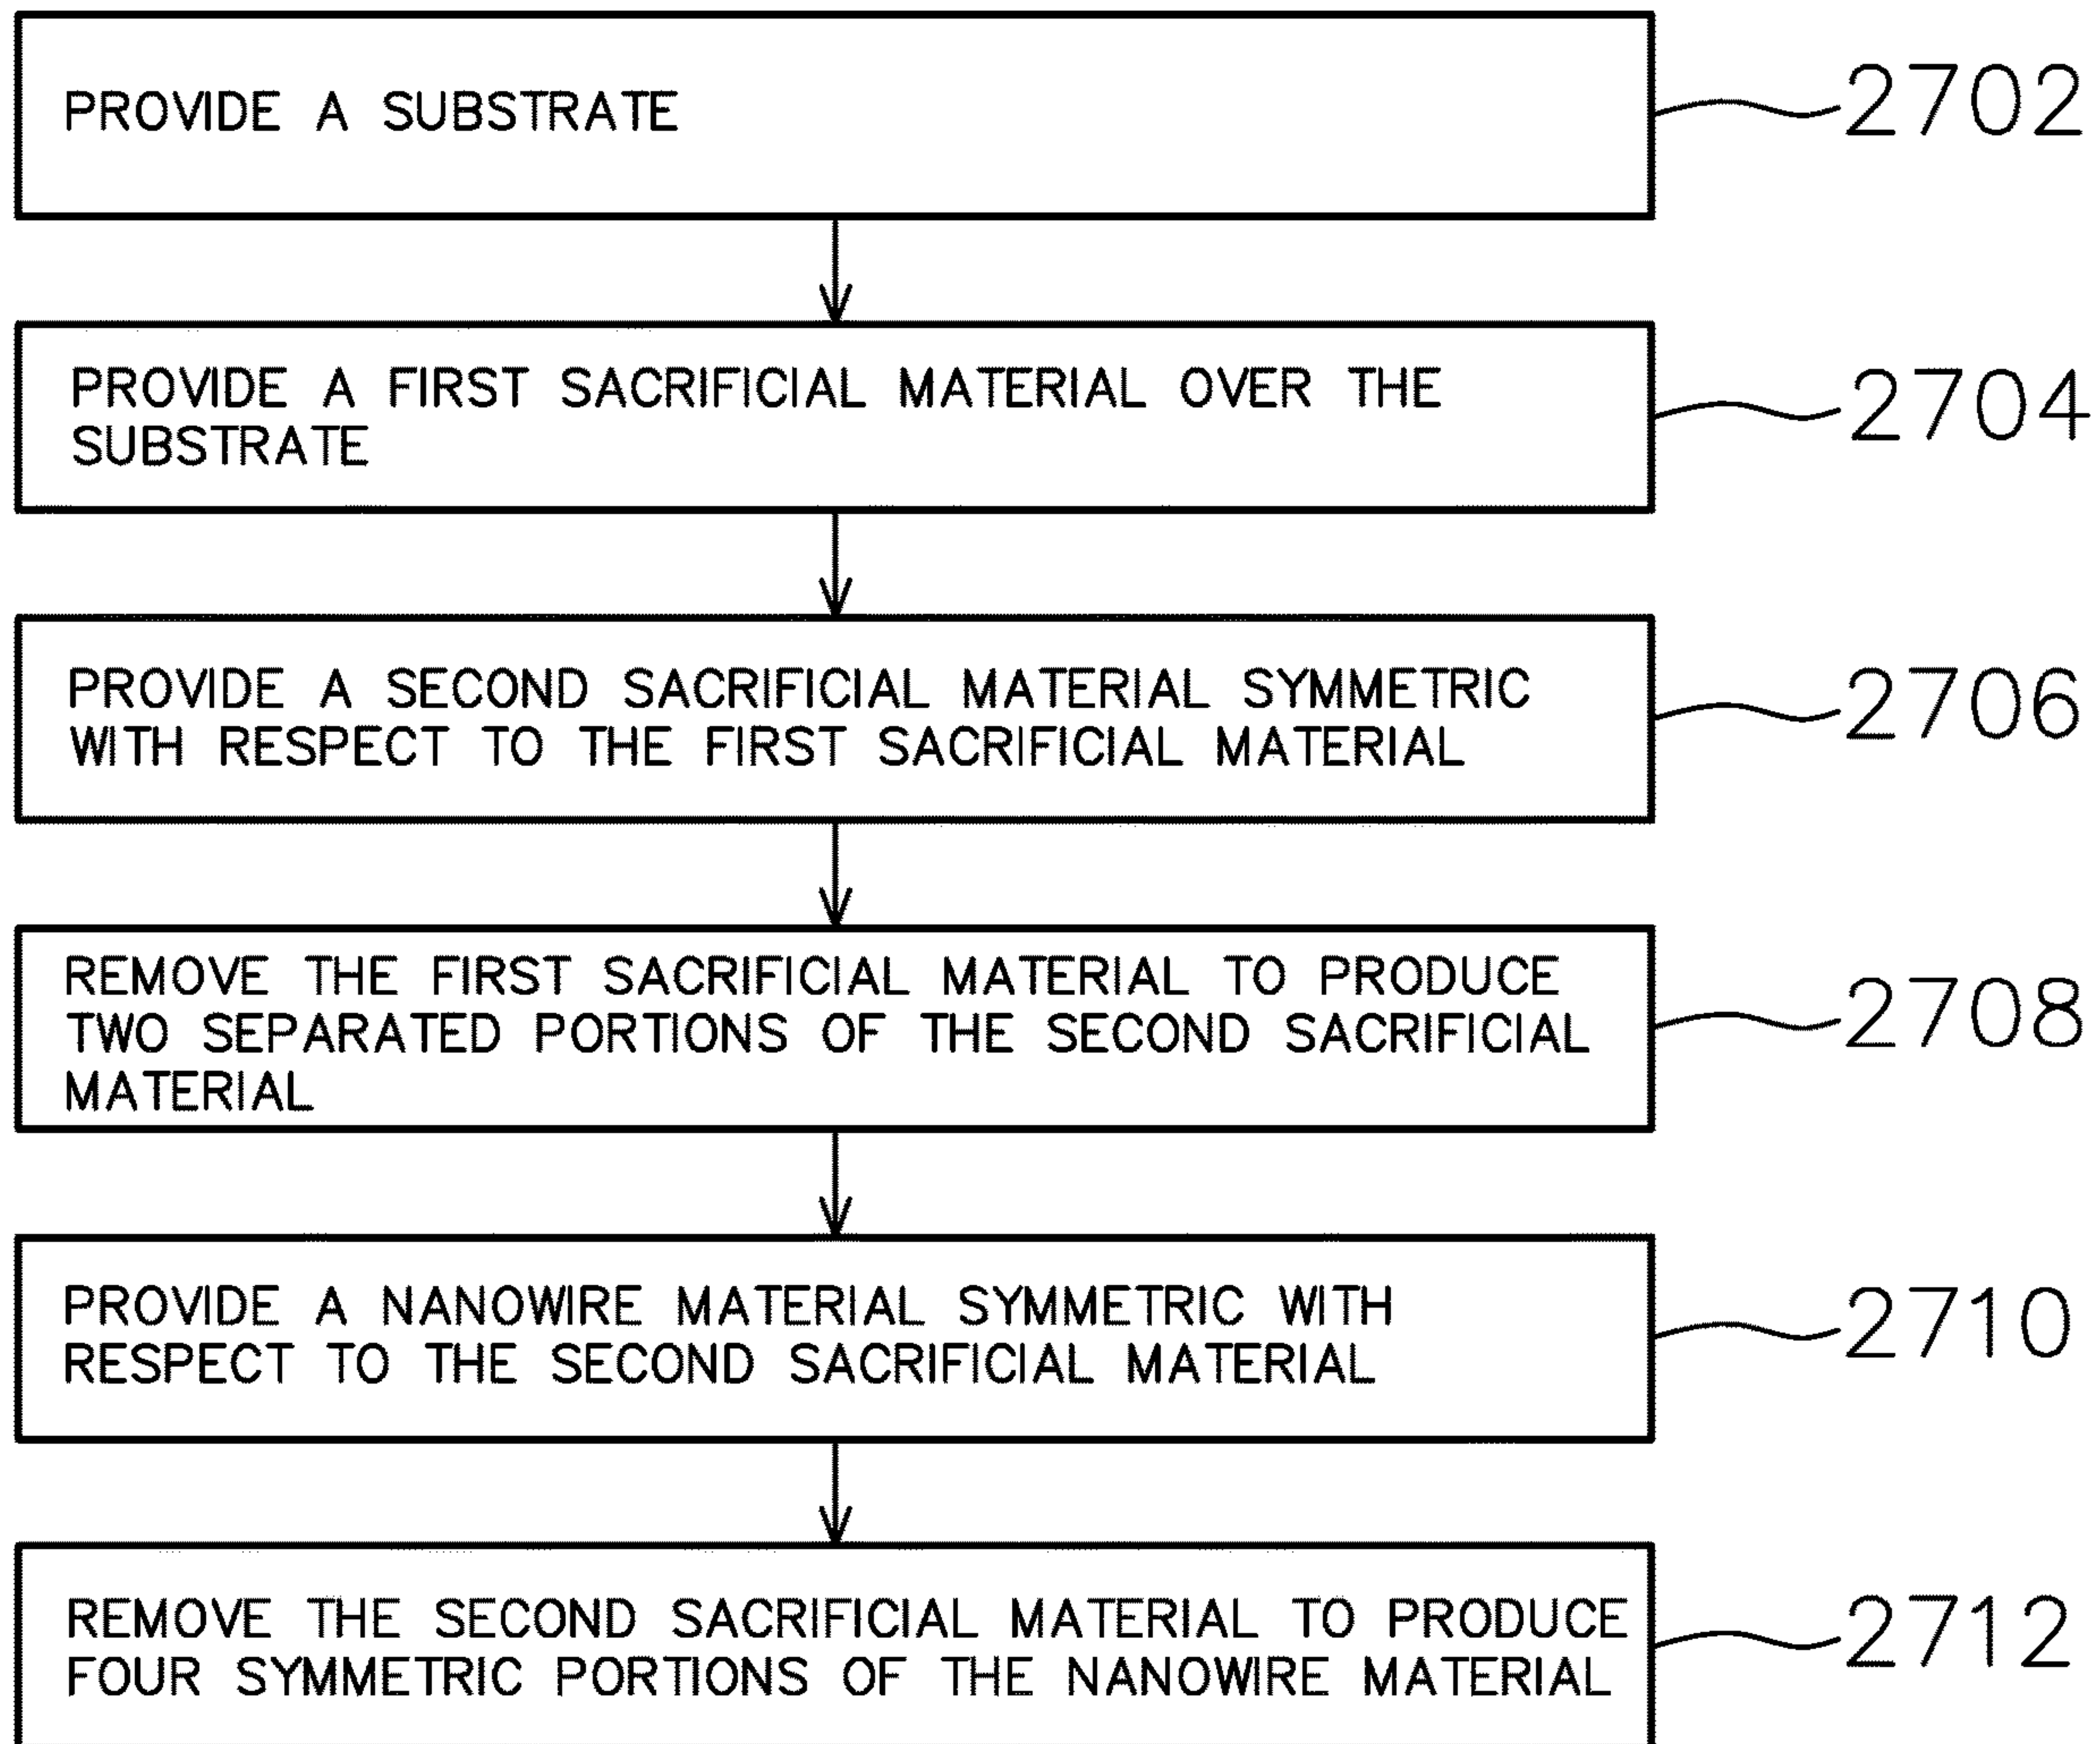 PROVIDE A SUBSTRATE
2702
PROVIDE A FIRST SACRIFICIAL MATERIAL OVER THE
SUBSTRATE
2704
PROVIDE A SECOND SACRIFICIAL MATERIAL SYMMETRIC
WITH RESPECT TO THE FIRST SACRIFICIAL MATERIAL
2706
REMOVE THE FIRST SACRIFICIAL MATERIAL TO PRODUCE
TWO SEPARATED PORTIONS OF THE SECOND SACRIFICIAL
MATERIAL
2708
PROVIDE A NANOWIRE MATERIAL SYMMETRIC WITH
RESPECT TO THE SECOND SACRIFICIAL MATERIAL
2710
REMOVE THE SECOND SACRIFICIAL MATERIAL TO PRODUCE
FOUR SYMMETRIC PORTIONS OF THE NANOWIRE MATERIAL
2712